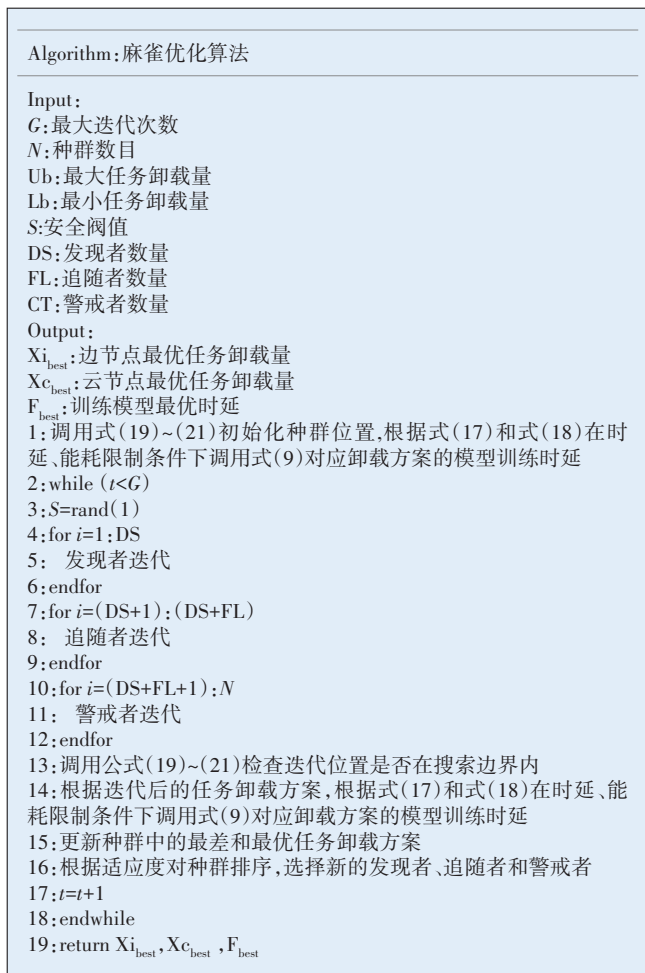 Algorithm:麻雀优化算法
Input:
G:最大迭代次数
N:种群数目
Ub:最大任务卸载量
Lb:最小任务卸载量
S:安全阀值
DS:发现者数量
FL:追随者数量
CT:警戒者数量
Output:
Xi_best:边节点最优任务卸载量
Xc_best:云节点最优任务卸载量
F_best:训练模型最优时延
1:调用式(19)~(21)初始化种群位置,根据式(17)和式(18)在时
延、能耗限制条件下调用式(9)对应卸载方案的模型训练时延
2:while (t<G)
3:S=rand(1)
4:for i=1:DS
5: 发现者迭代
6:endfor
7:for i=(DS+1):(DS+FL)
8: 追随者迭代
9:endfor
10:for i=(DS+FL+1):N
11: 警戒者迭代
12:endfor
13:调用公式(19)~(21)检查迭代位置是否在搜索边界内
14:根据迭代后的任务卸载方案,根据式(17)和式(18)在时延、能
耗限制条件下调用式(9)对应卸载方案的模型训练时延
15:更新种群中的最差和最优任务卸载方案
16:根据适应度对种群排序,选择新的发现者、追随者和警戒者
17:t=t+1
18:endwhile
19:return Xi_best,Xc_best ,F_best